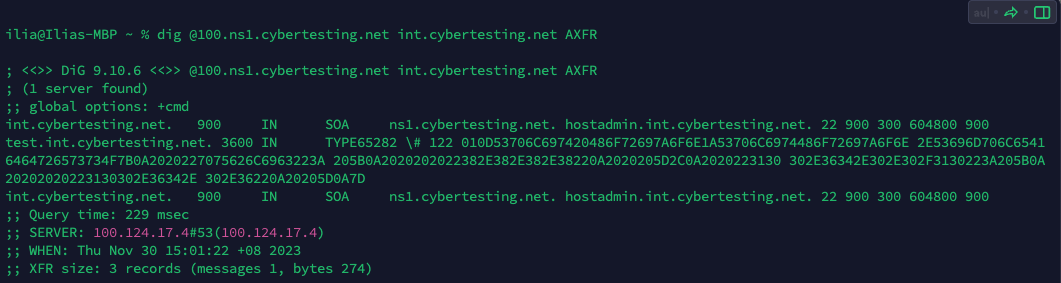 au|
ilia@Ilias-MBP ~ % dig @100.ns1.cybertesting.net int.cybertesting.net AXFR
; <<>> DiG 9.10.6 <<>> @100.ns1.cybertesting.net int.cybertesting.net AXFR
; (1 server found)
;; global options: +cmd
int.cybertesting.net. 900 IN SOA ns1.cybertesting.net. hostadmin.int.cybertesting.net. 22 900 300 604800 900
test.int.cybertesting.net. 3600 IN TYPE65282 \# 122 010D53706C697420486F72697A6F6E1A53706C6974486F72697A6F6E 2E53696D706C6541
6464726573734F7B0A2020227075626C6963223A 205B0A2020202022382E382E382E38220A2020205D2C0A2020223130 302E36342E302E302F3130223A205B0A
20202020223130302E36342E 302E36220A20205D0A7D
int.cybertesting.net. 900 IN SOA ns1.cybertesting.net. hostadmin.int.cybertesting.net. 22 900 300 604800 900
;; Query time: 229 msec
;; SERVER: 100.124.17.4#53(100.124.17.4)
;; WHEN: Thu Nov 30 15:01:22 +08 2023
;; XFR size: 3 records (messages 1, bytes 274)